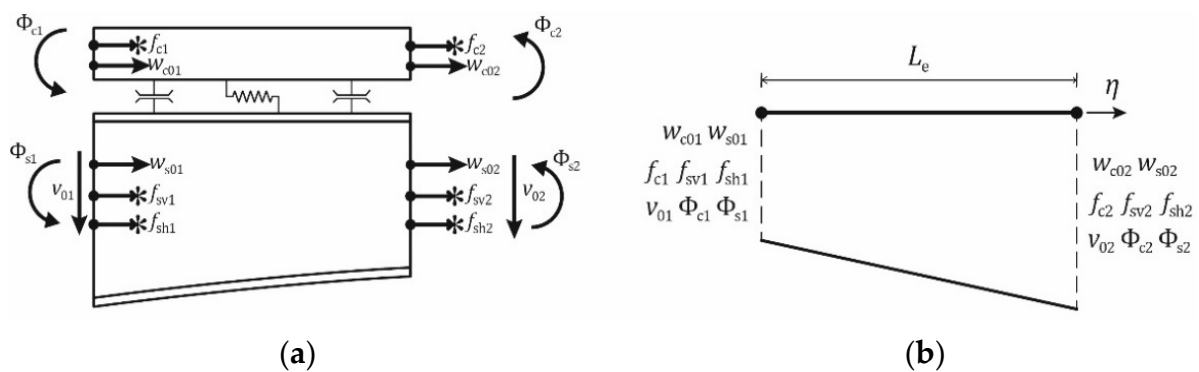 Φc1 fc1 fc2 Φc2
wc01 wc02
Φs1 ws01 ws02 Φs2
v01 fsv1 fsv2 v02
fsh1 fsh2
(a)
Le
η
wc01 ws01
fc1 fsv1 fsh1
v01 Φc1 Φs1
wc02 ws02
fc2 fsv2 fsh2
v02 Φc2 Φs2
(b)